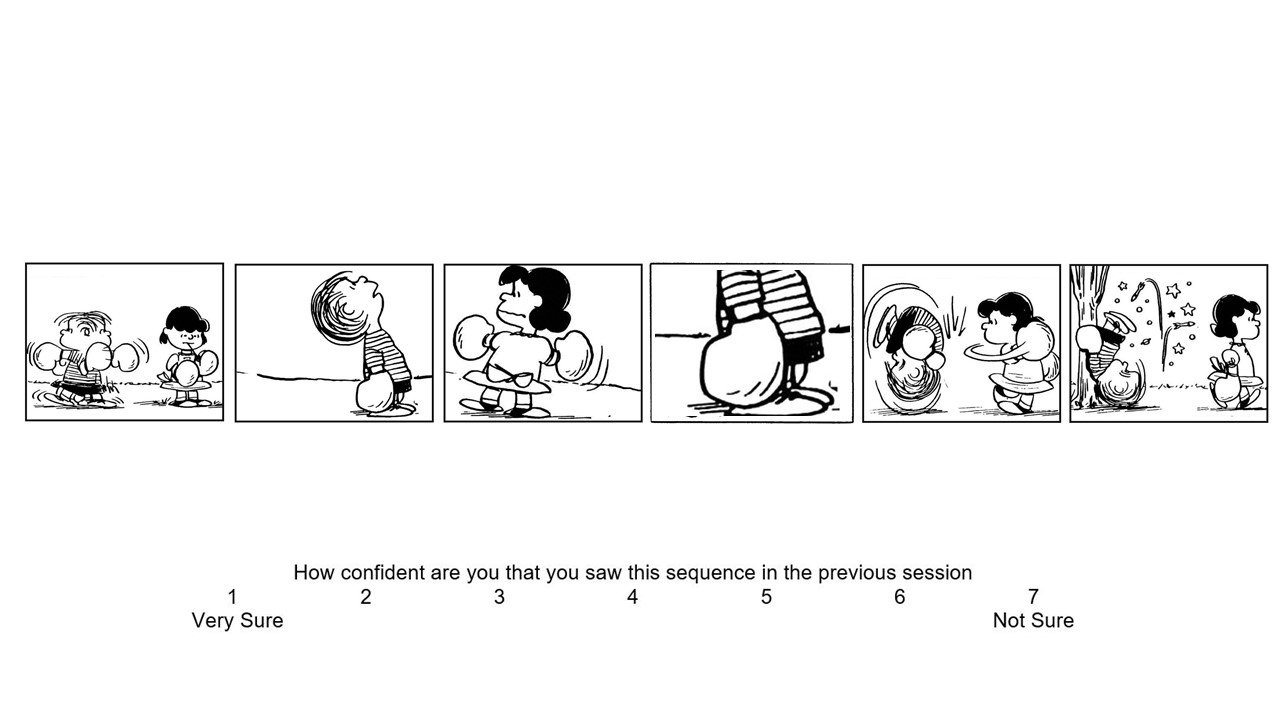 How confident are you that you saw this sequence in the previous session
1 2 3 4 5 6 7
Very Sure Not Sure